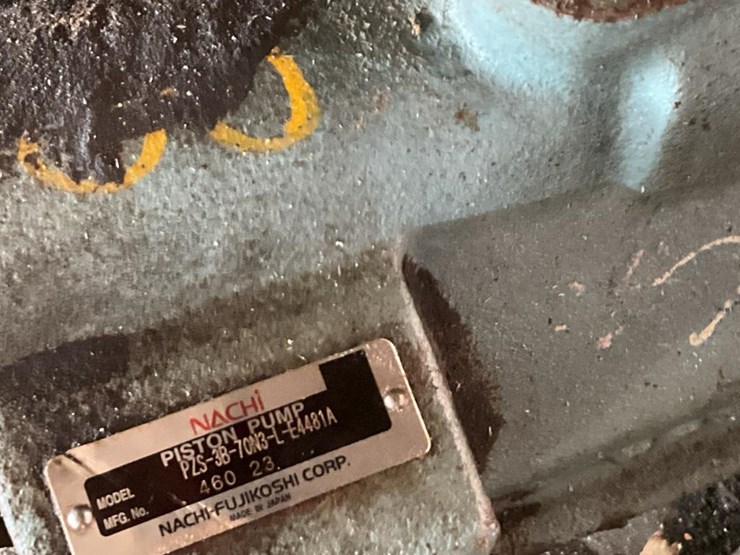 NACHi
PISTON PUMP
MODEL PZS-3B-70N3-L-E4481A
MFG. No. 460 23
NACHI-FUJIKOSHI CORP.
MADE IN JAPAN